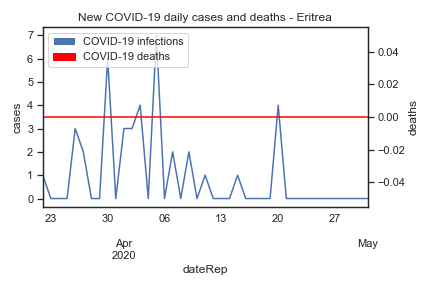 New COVID-19 daily cases and deaths - Eritrea
COVID-19 infections
COVID-19 deaths
7
6
5
4
3
2
1
0
cases
0.04
0.02
0.00
−0.02
−0.04
deaths
23 30 06 13 20 27
Apr May
2020
dateRep